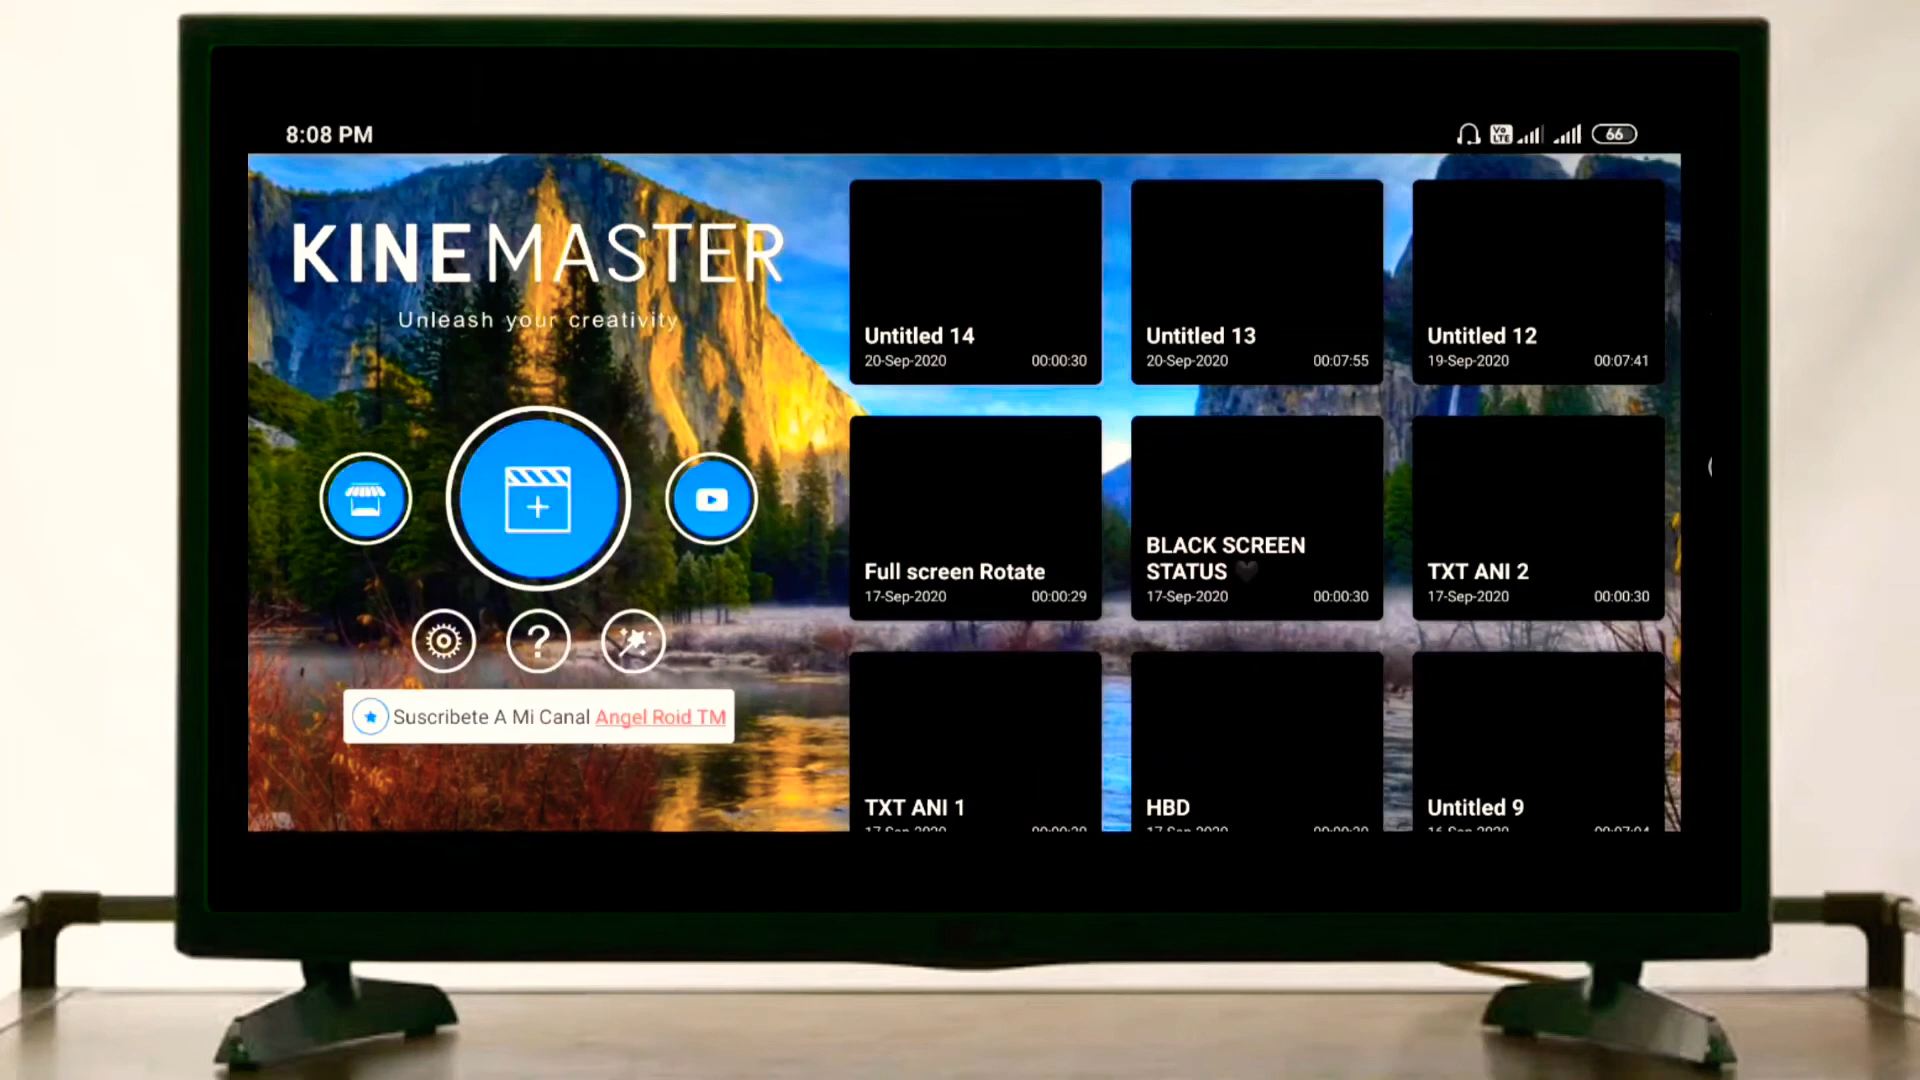 8:08 PM
Vo LTE
66
KINEMASTER
Unleash your creativity
Suscribete A Mi Canal Angel Roid TM
Untitled 14
20-Sep-2020 00:00:30
Untitled 13
20-Sep-2020 00:07:55
Untitled 12
19-Sep-2020 00:07:41
Full screen Rotate
17-Sep-2020 00:00:29
BLACK SCREEN
STATUS 🖤
17-Sep-2020 00:00:30
TXT ANI 2
17-Sep-2020 00:00:30
TXT ANI 1
HBD
Untitled 9